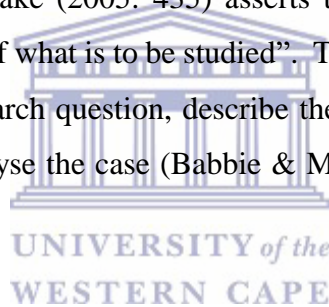 ake (2005: 435) asserts t
f what is to be studied”. T
arch question, describe the
yse the case (Babbie & M
UNIVERSITY of the
WESTERN CAPE